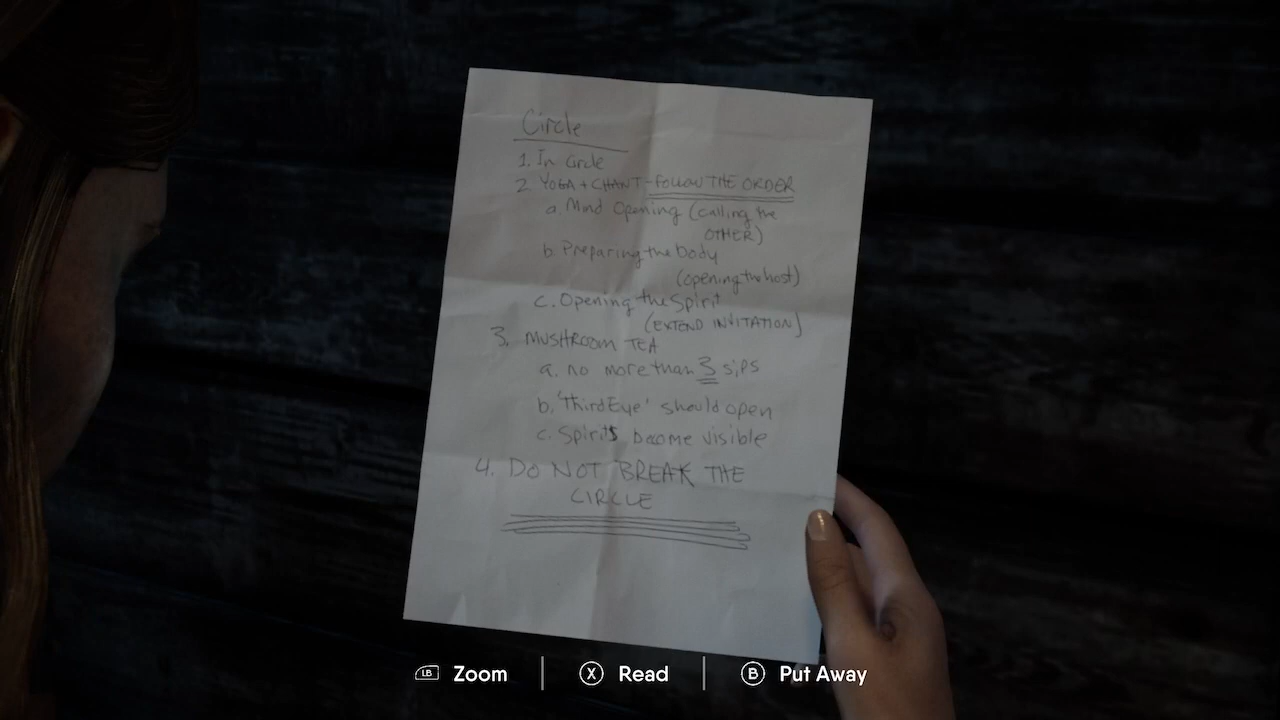 Circle
1. In Circle
2 YOGA + CHANT - FOLLOW THE ORDER
a. Mind Opening (calling the
OTHER)
b. Preparing the body
(opening the host)
c. Opening the Spirit
(EXTEND INVITATION)
3. MUSHROOM TEA
a. no more than 3 sips
b. 'Third Eye' should open
c. Spirits become visible
4. DO NOT BREAK THE
CIRCLE
LB Zoom | X Read | B Put Away